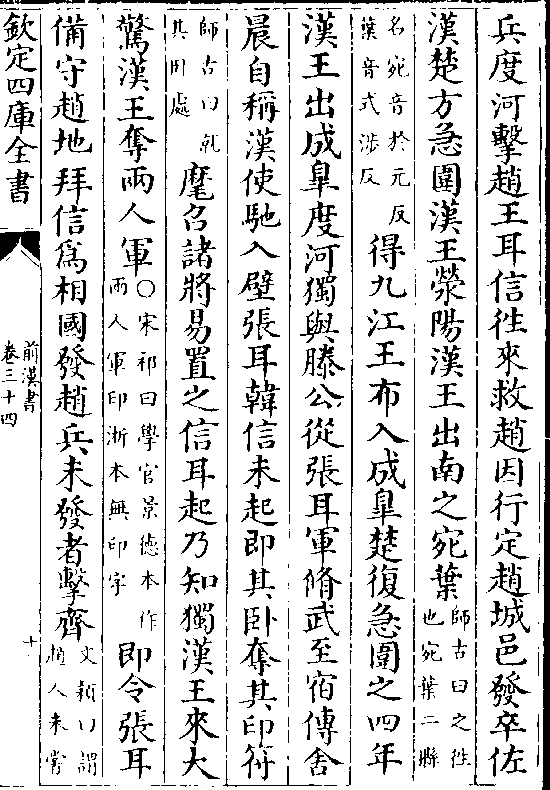 兵度河擊趙王耳信徃來救趙因行定趙城邑發卒佐
漢楚方急圍漢王滎陽漢王出南之宛葉師古曰之徃也宛葉二縣
名宛音於元反葉音式涉反得九江王布入成臯楚復急圍之四年
漢王出成臯度河獨與滕公從張耳軍脩武至宿傳舍
晨自稱漢使馳入壁張耳韓信未起即其卧奪其印符
師古曰就其卧處麾召諸將易置之信耳起乃知獨漢王來大
驚漢王奪兩人軍○宋祁曰學官景德本作兩人軍印浙本無印字即令張耳
備守趙地拜信為相國發趙兵未發者擊齊文穎曰謂趙人未嘗
欽定四庫全書
前漢書
卷三十四
十